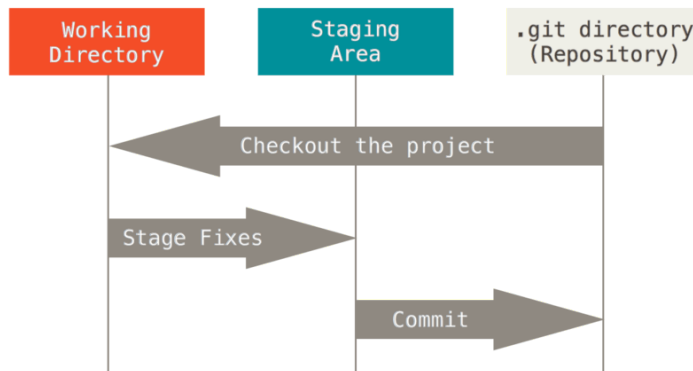 Working
Directory
Staging
Area
.git directory
(Repository)
Checkout the project
Stage Fixes
Commit